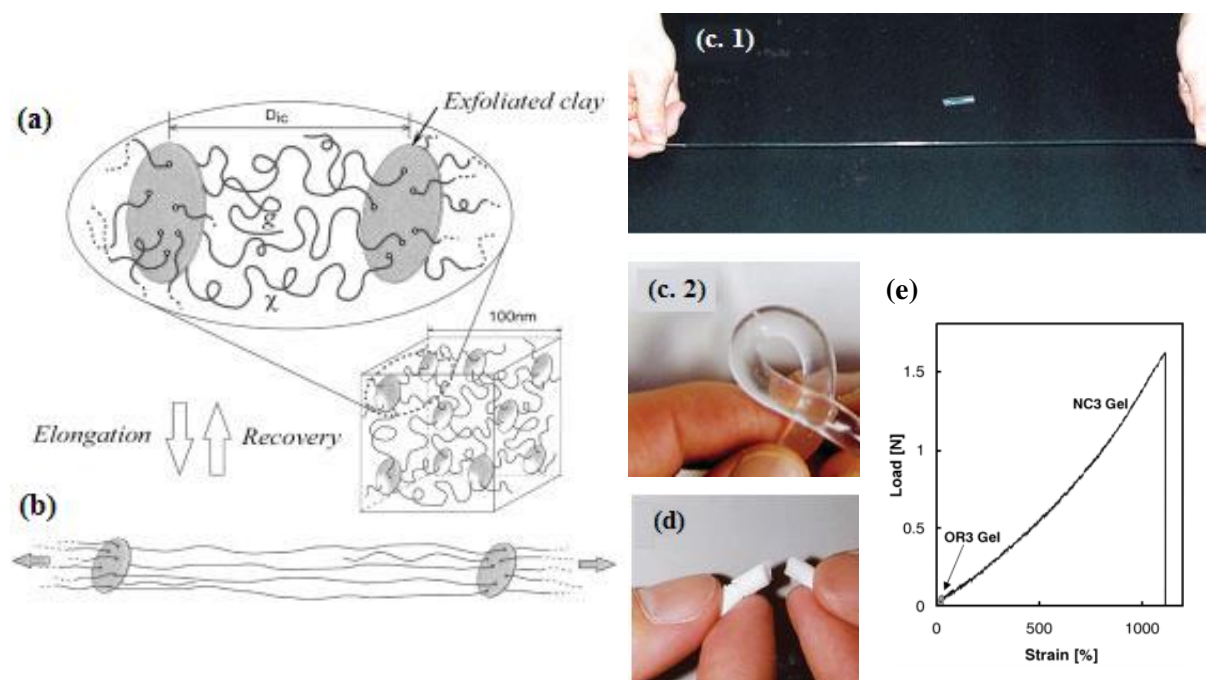 (a)
D_IC
Exfoliated clay
g
χ
100nm
Elongation
Recovery
(b)
(c. 1)
(c. 2)
(d)
(e)
Load [N]
1.5
1
0.5
0
NC3 Gel
OR3 Gel
0
500
1000
Strain [%]